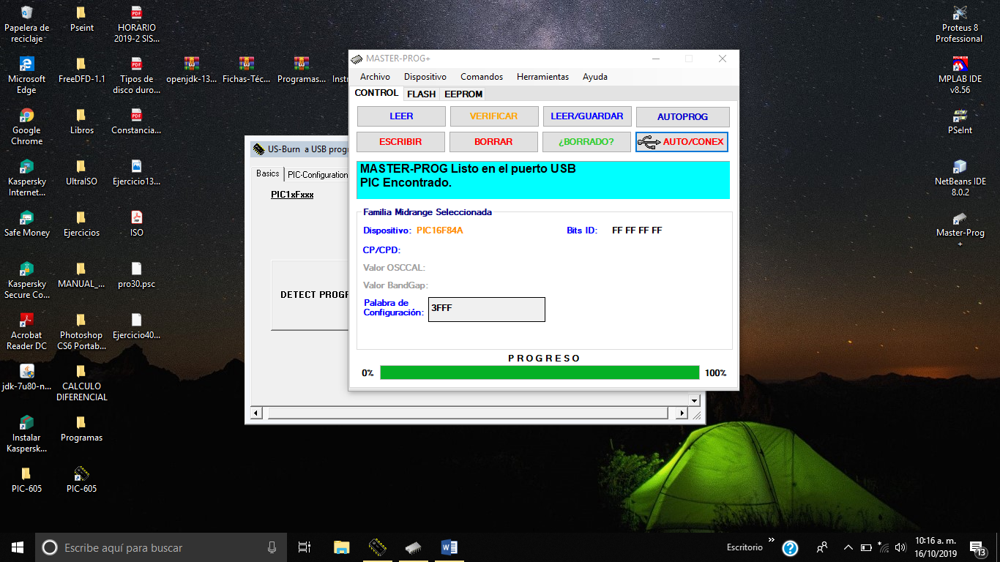 Papelera de
reciclaje
Pseint
HORARIO
2019-2 SIS...
Microsoft
Edge
FreeDFD-1.1
Tipos de
disco duro...
openjdk-13...
Fichas-Téc...
Programas...
Instr
Google
Chrome
Libros
Constancia...
Kaspersky
Internet...
UltraISO
Ejercicio13...
Safe Money
Ejercicios
ISO
Kaspersky
Secure Co...
MANUAL_...
pro30.psc
Acrobat
Reader DC
Photoshop
CS6 Portab...
Ejercicio40...
jdk-7u80-n...
CALCULO
DIFERENCIAL
Instalar
Kaspersk...
Programas
PIC-605
PIC-605
US-Burn a USB prog
Basics
PIC-Configuration
PIC1xFxxx
DETECT PROGR
MASTER-PROG+
Archivo Dispositivo Comandos Herramientas Ayuda
CONTROL FLASH EEPROM
LEER VERIFICAR LEER/GUARDAR AUTOPROG
ESCRIBIR BORRAR ¿BORRADO? AUTO/CONEX
MASTER-PROG Listo en el puerto USB
PIC Encontrado.
Familia Midrange Seleccionada
Dispositivo: PIC16F84A Bits ID: FF FF FF FF
CP/CPD:
Valor OSCCAL:
Valor BandGap:
Palabra de
Configuración:
3FFF
PROGRESO
0% 100%
Proteus 8
Professional
MPLAB IDE
v8.56
PSeInt
NetBeans IDE
8.0.2
Master-Prog
+
Escribe aquí para buscar
Escritorio
10:16 a. m.
16/10/2019
13